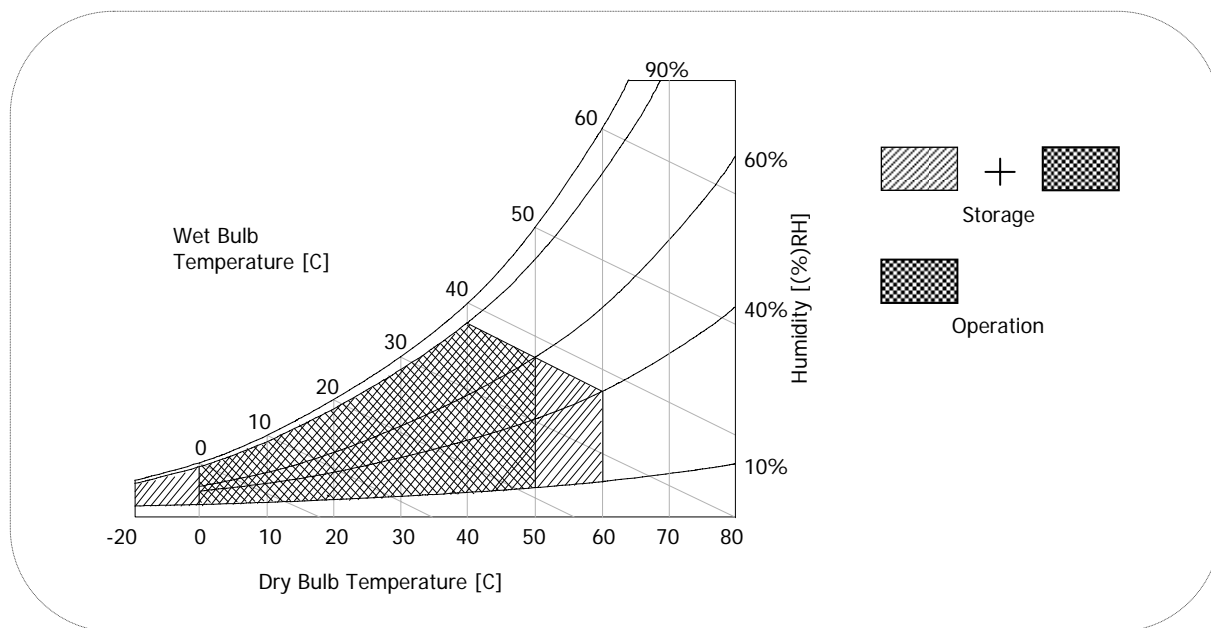 90%
60
60%
50
Wet Bulb
Temperature [C]
Storage
40
40%
Humidity [(%)RH]
Operation
30
20
10
0
10%
-20 0 10 20 30 40 50 60 70 80
Dry Bulb Temperature [C]